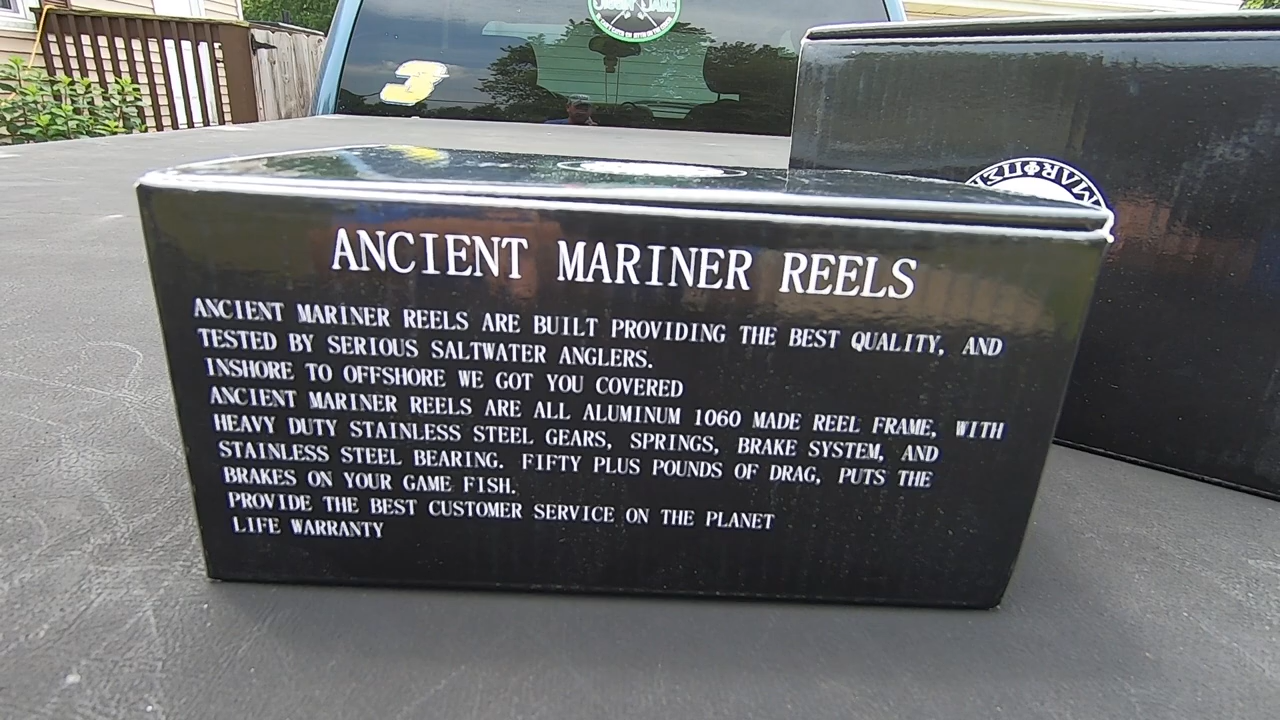 3
ANCIENT MARINER REELS
ANCIENT MARINER REELS ARE BUILT PROVIDING THE BEST QUALITY, AND
TESTED BY SERIOUS SALTWATER ANGLERS.
INSHORE TO OFFSHORE WE GOT YOU COVERED
ANCIENT MARINER REELS ARE ALL ALUMINUM 1060 MADE REEL FRAME, WITH
HEAVY DUTY STAINLESS STEEL GEARS, SPRINGS, BRAKE SYSTEM, AND
STAINLESS STEEL BEARING. FIFTY PLUS POUNDS OF DRAG, PUTS THE
BRAKES ON YOUR GAME FISH.
PROVIDE THE BEST CUSTOMER SERVICE ON THE PLANET
LIFE WARRANTY